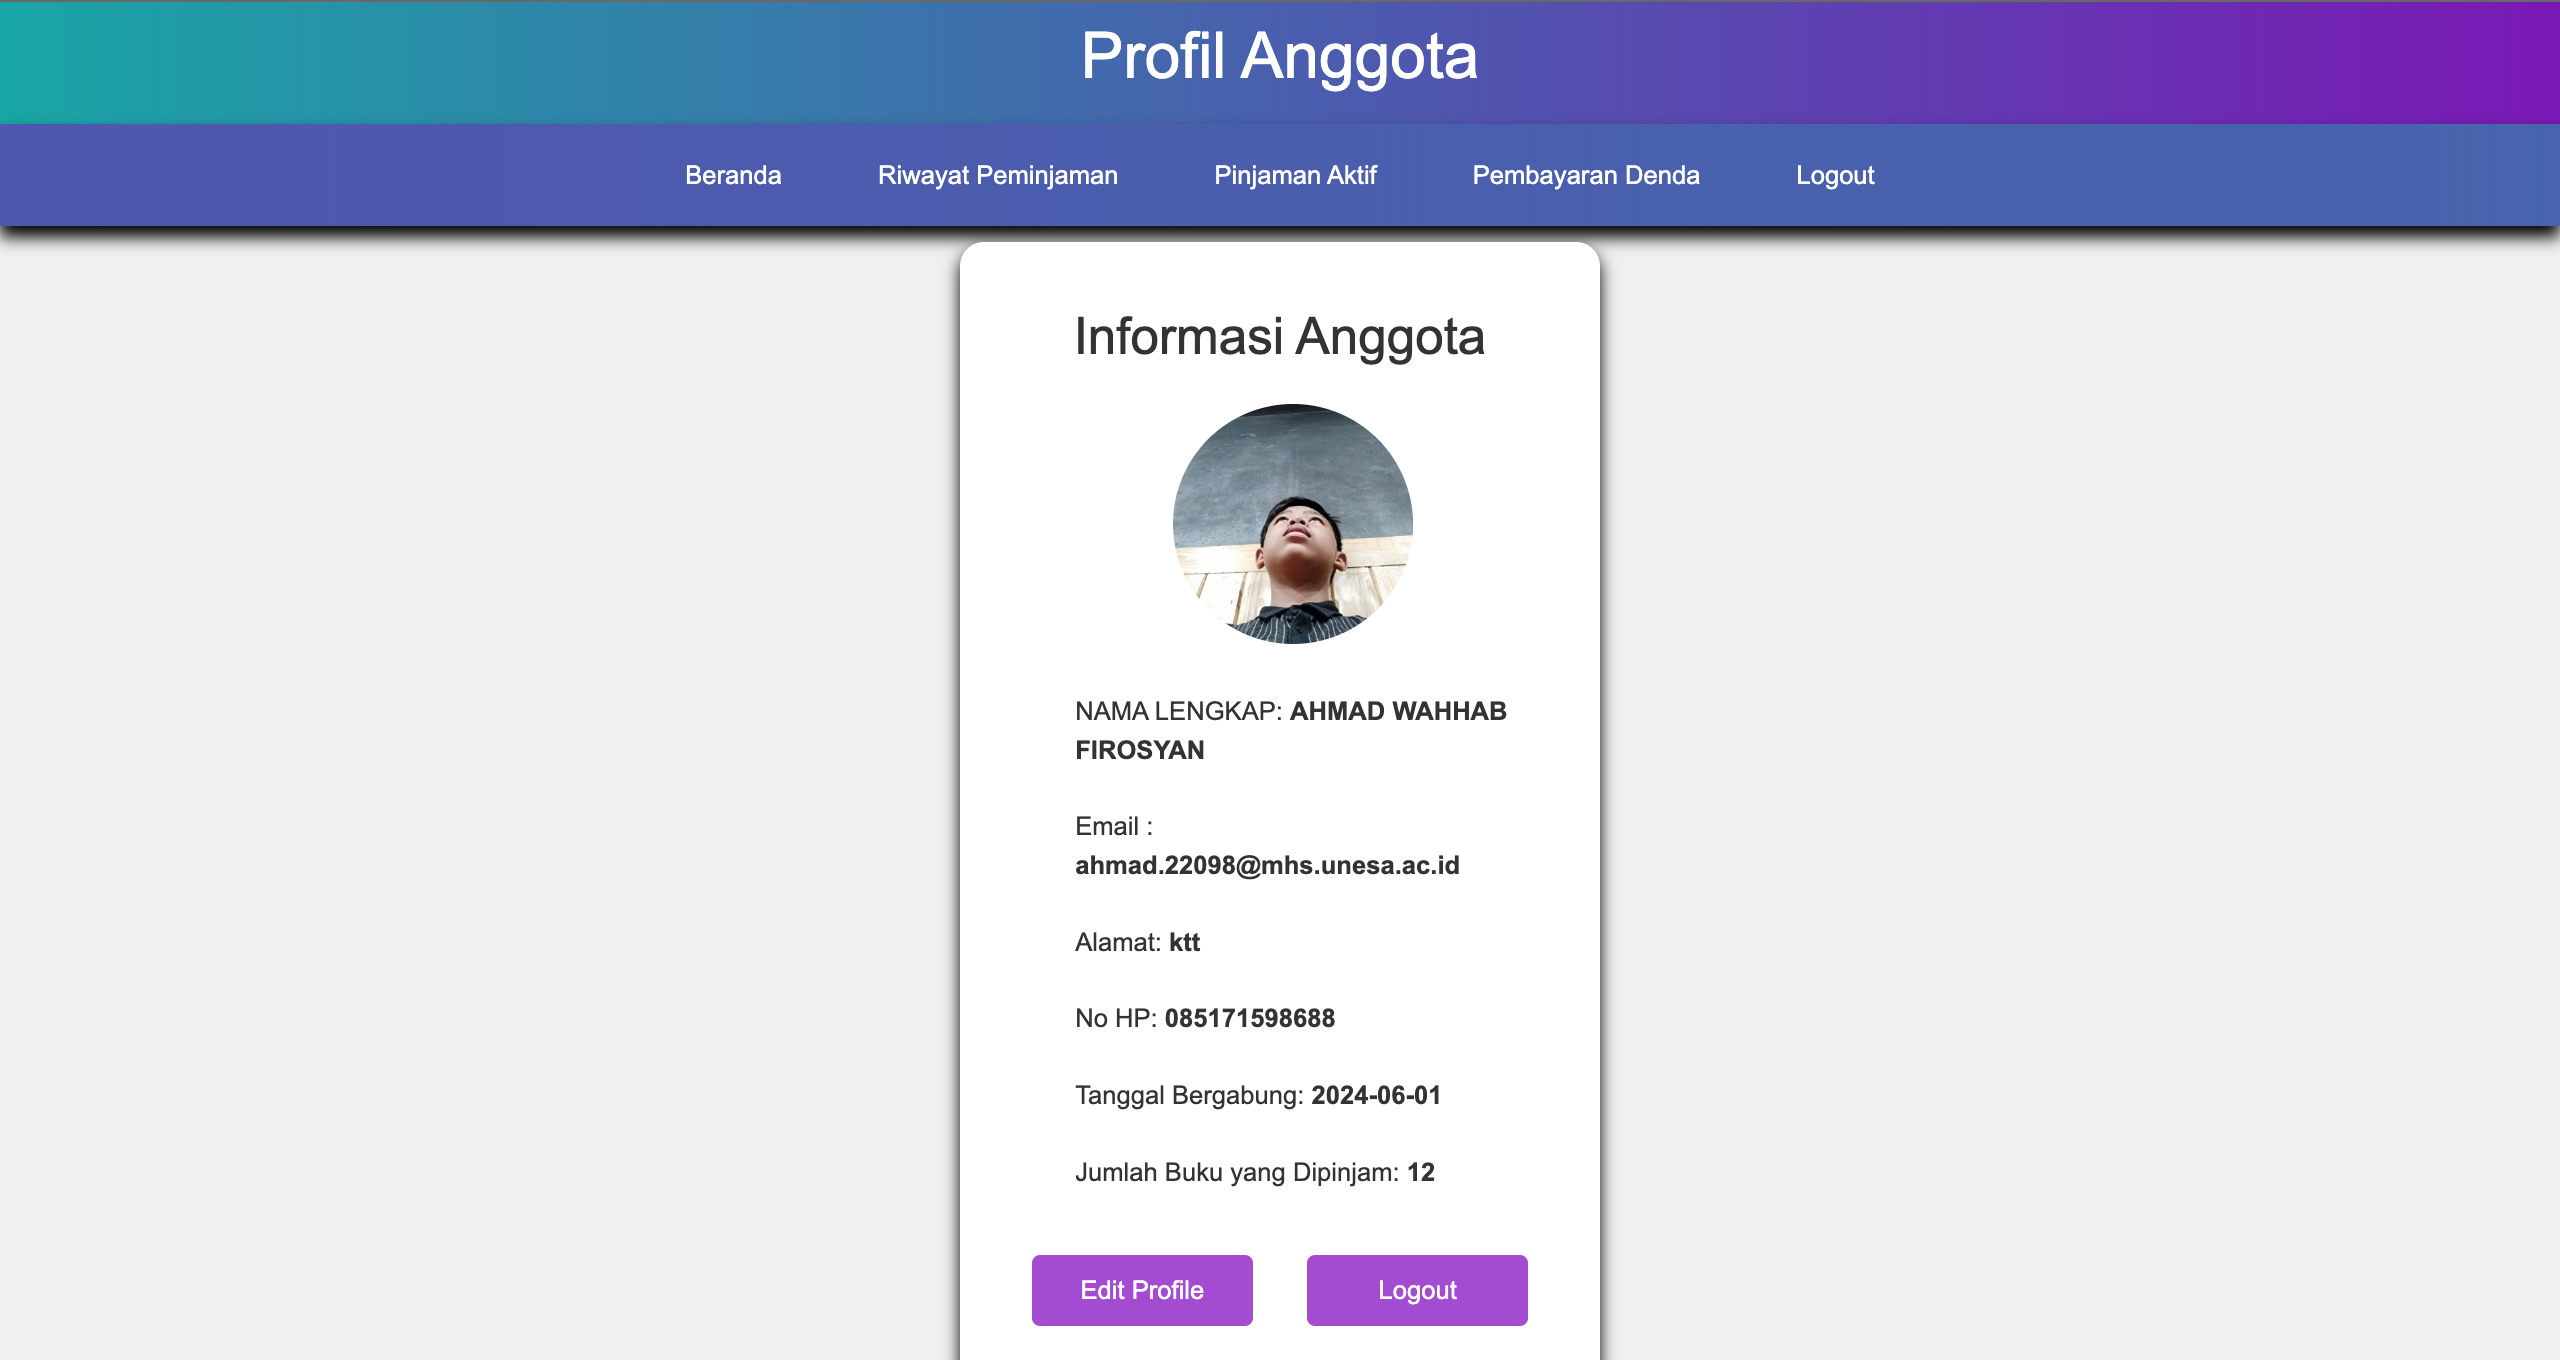 Profil Anggota
Beranda Riwayat Peminjaman Pinjaman Aktif Pembayaran Denda Logout
Informasi Anggota
NAMA LENGKAP: AHMAD WAHHAB
FIROSYAN
Email :
ahmad.22098@mhs.unesa.ac.id
Alamat: ktt
No HP: 085171598688
Tanggal Bergabung: 2024-06-01
Jumlah Buku yang Dipinjam: 12
Edit Profile Logout